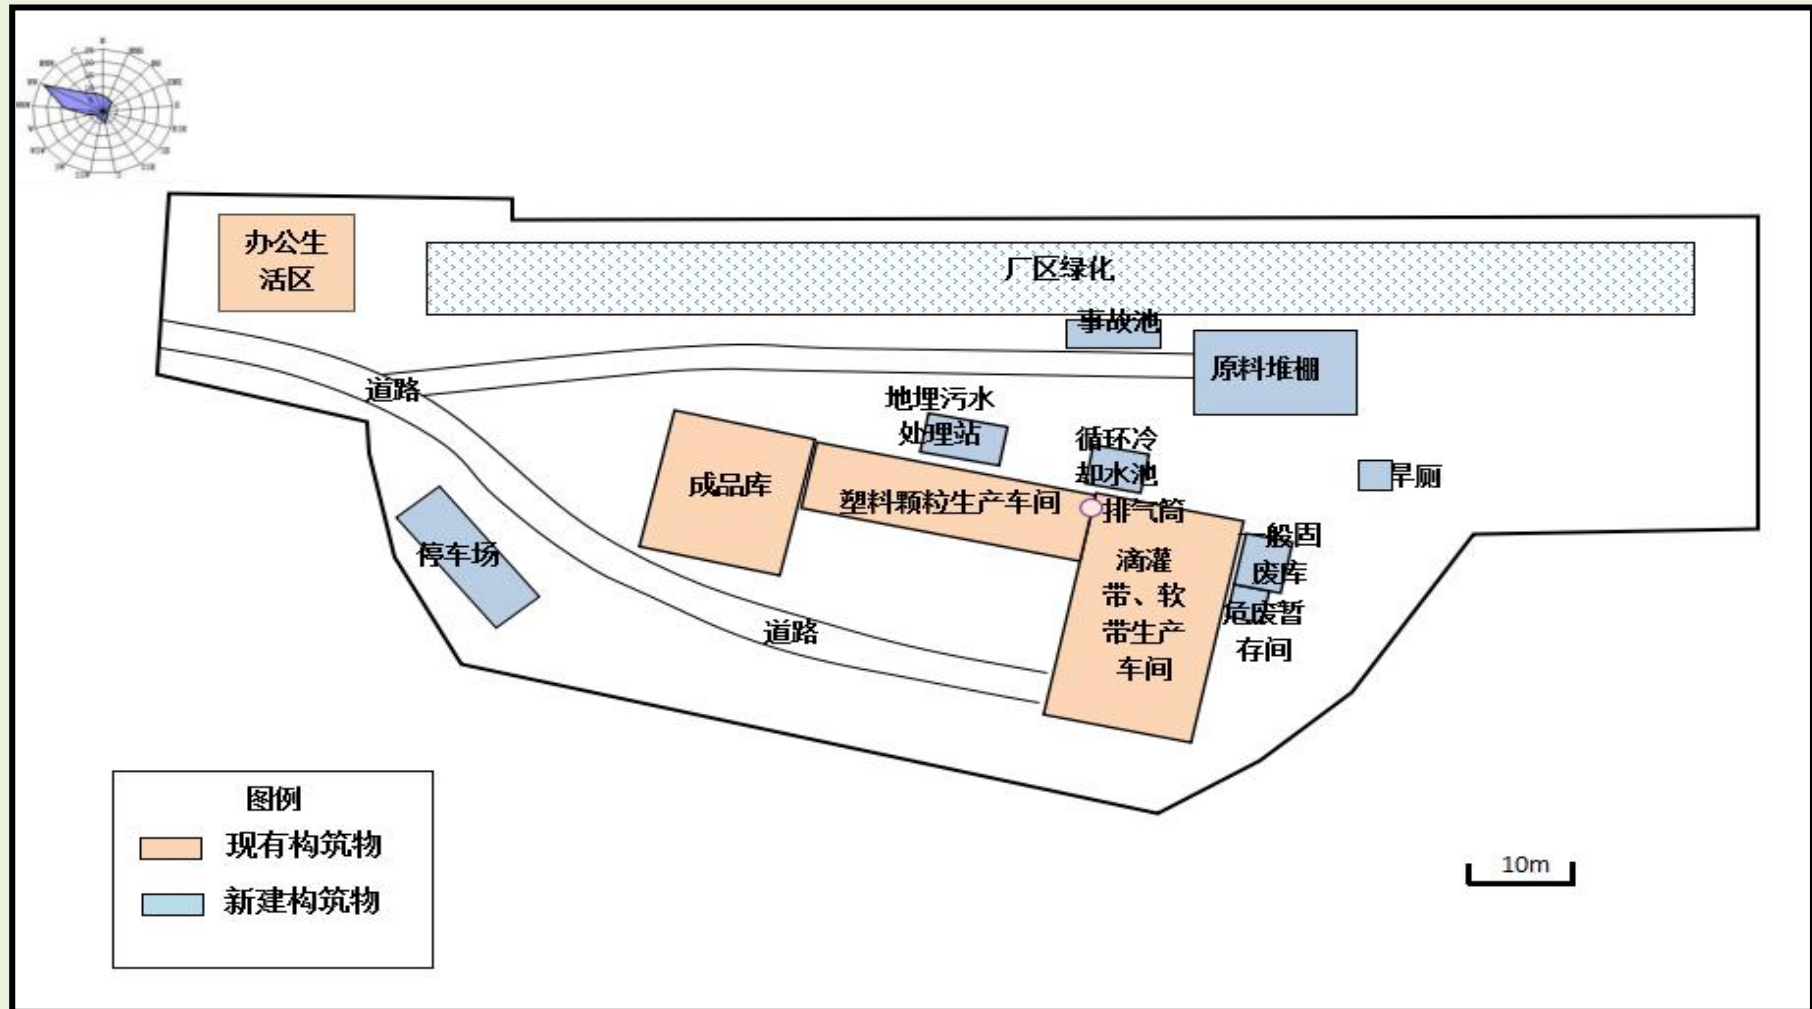 N
办公生
活区
厂区绿化
事故池
原料堆棚
道路
地埋污水
处理站
循环冷
却水池
成品库
塑料颗粒生产车间
排气筒
旱厕
停车场
滴灌
带、软
带生产
车间
一般固
废库
危废暂
存间
道路
图例
现有构筑物
新建构筑物
10m